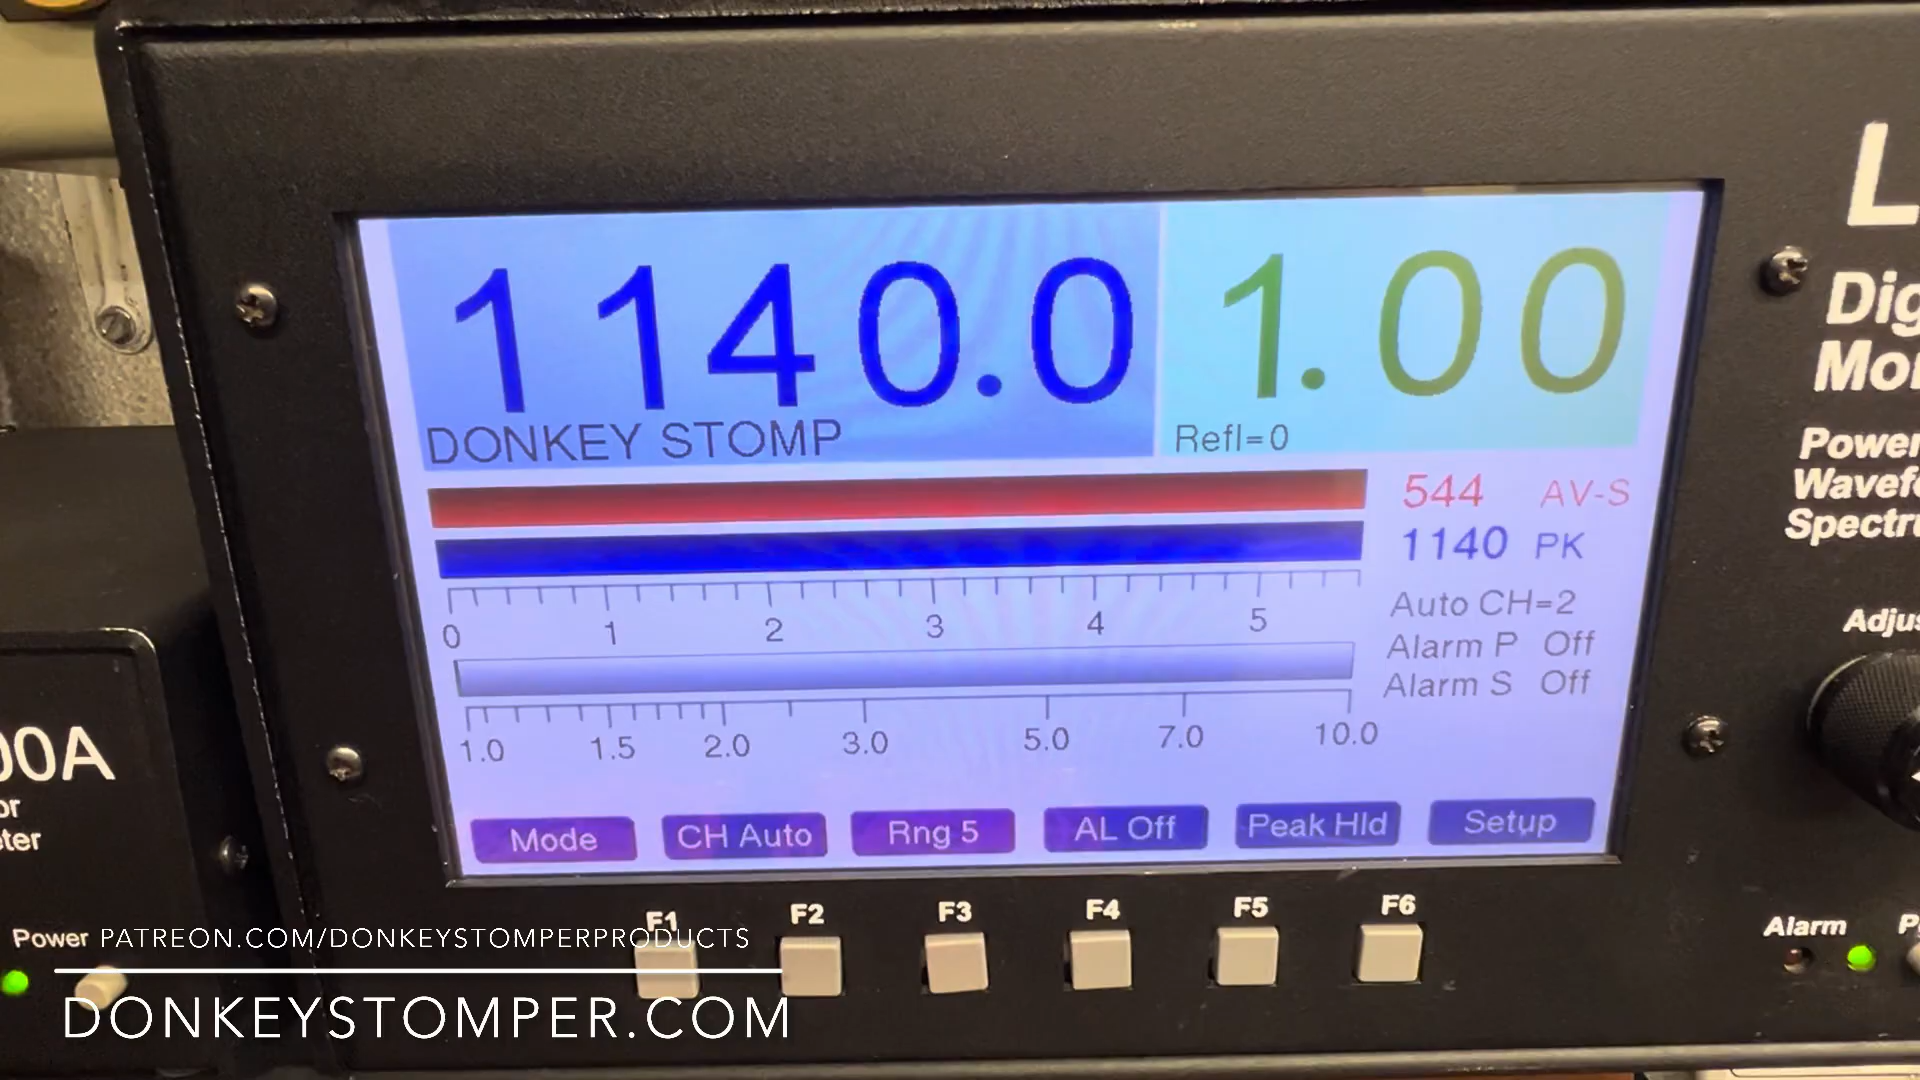 1140.0
1.00
DONKEY STOMP
Refl=0
544 AV-S
1140 PK
0 1 2 3 4 5
Auto CH=2
Alarm P Off
Alarm S Off
1.0 1.5 2.0 3.0 5.0 7.0 10.0
Mode CH Auto Rng 5 AL Off Peak Hld Setup
F1 F2 F3 F4 F5 F6
L
Dig
Mo
Power
Wavef
Spectr
Adjus
Alarm P
00A
or
ter
Power
PATREON.COM/DONKEYSTOMPERPRODUCTS
DONKEYSTOMPER.COM